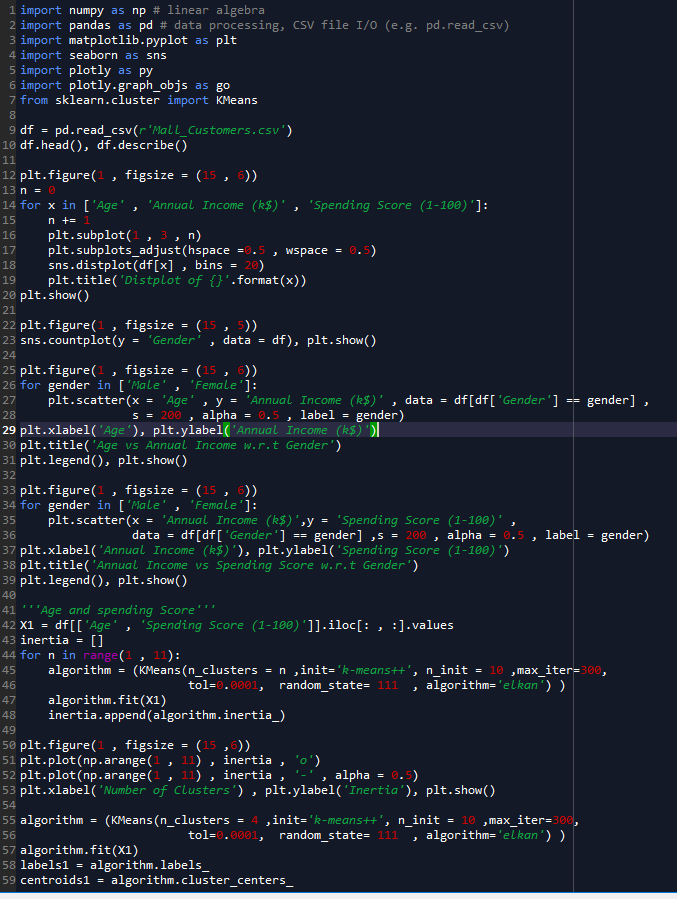 1 import numpy as np # linear algebra
2 import pandas as pd # data processing, CSV file I/O (e.g. pd.read_csv)
3 import matplotlib.pyplot as plt
4 import seaborn as sns
5 import plotly as py
6 import plotly.graph_objs as go
7 from sklearn.cluster import KMeans
8
9 df = pd.read_csv(r'Mall_Customers.csv')
10 df.head(), df.describe()
11
12 plt.figure(1 , figsize = (15 , 6))
13 n = 0
14 for x in ['Age' , 'Annual Income (k$)' , 'Spending Score (1-100)']:
15     n += 1
16     plt.subplot(1 , 3 , n)
17     plt.subplots_adjust(hspace =0.5 , wspace = 0.5)
18     sns.distplot(df[x] , bins = 20)
19     plt.title('Distplot of {}'.format(x))
20 plt.show()
21
22 plt.figure(1 , figsize = (15 , 5))
23 sns.countplot(y = 'Gender' , data = df), plt.show()
24
25 plt.figure(1 , figsize = (15 , 6))
26 for gender in ['Male' , 'Female']:
27     plt.scatter(x = 'Age' , y = 'Annual Income (k$)' , data = df[df['Gender'] == gender] ,
28                 s = 200 , alpha = 0.5 , label = gender)
29 plt.xlabel('Age'), plt.ylabel('Annual Income (k$)')
30 plt.title('Age vs Annual Income w.r.t Gender')
31 plt.legend(), plt.show()
32
33 plt.figure(1 , figsize = (15 , 6))
34 for gender in ['Male' , 'Female']:
35     plt.scatter(x = 'Annual Income (k$)',y = 'Spending Score (1-100)' ,
36                 data = df[df['Gender'] == gender] ,s = 200 , alpha = 0.5 , label = gender)
37 plt.xlabel('Annual Income (k$)'), plt.ylabel('Spending Score (1-100)')
38 plt.title('Annual Income vs Spending Score w.r.t Gender')
39 plt.legend(), plt.show()
40
41 '''Age and spending Score'''
42 X1 = df[['Age' , 'Spending Score (1-100)']].iloc[: , :].values
43 inertia = []
44 for n in range(1 , 11):
45     algorithm = (KMeans(n_clusters = n ,init='k-means++', n_init = 10 ,max_iter=300,
46                         tol=0.0001,  random_state= 111  , algorithm='elkan') )
47     algorithm.fit(X1)
48     inertia.append(algorithm.inertia_)
49
50 plt.figure(1 , figsize = (15 ,6))
51 plt.plot(np.arange(1 , 11) , inertia , 'o')
52 plt.plot(np.arange(1 , 11) , inertia , '-' , alpha = 0.5)
53 plt.xlabel('Number of Clusters') , plt.ylabel('Inertia'), plt.show()
54
55 algorithm = (KMeans(n_clusters = 4 ,init='k-means++', n_init = 10 ,max_iter=300,
56                         tol=0.0001,  random_state= 111  , algorithm='elkan') )
57 algorithm.fit(X1)
58 labels1 = algorithm.labels_
59 centroids1 = algorithm.cluster_centers_